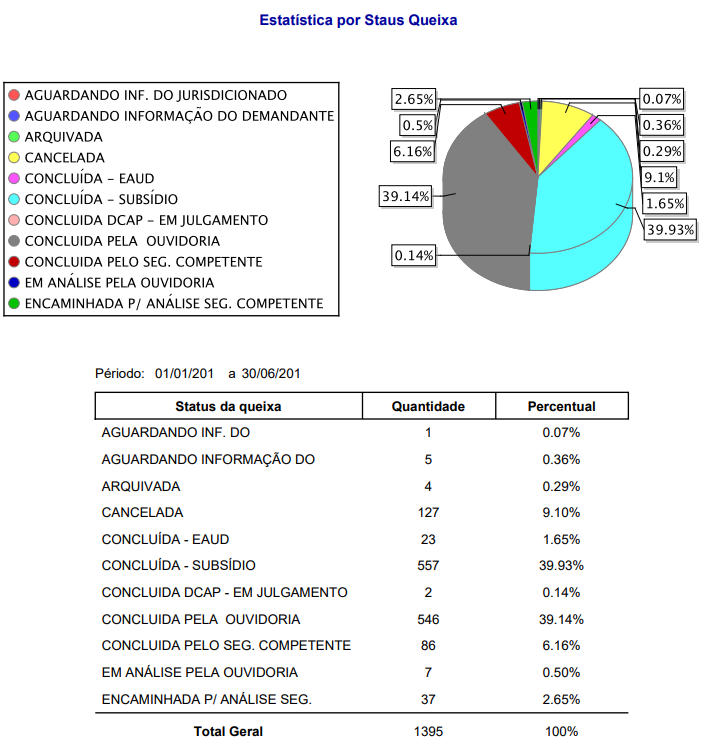 Estatística por Staus Queixa
AGUARDANDO INF. DO JURISDICIONADO
AGUARDANDO INFORMAÇÃO DO DEMANDANTE
ARQUIVADA
CANCELADA
CONCLUÍDA - EAUD
CONCLUÍDA - SUBSÍDIO
CONCLUIDA DCAP - EM JULGAMENTO
CONCLUIDA PELA  OUVIDORIA
CONCLUIDA PELO SEG. COMPETENTE
EM ANÁLISE PELA OUVIDORIA
ENCAMINHADA P/ ANÁLISE SEG. COMPETENTE
2.65%
0.5%
6.16%
39.14%
0.14%
0.07%
0.36%
0.29%
9.1%
1.65%
39.93%
Périodo: 01/01/201 a 30/06/201
Status da queixa Quantidade Percentual
AGUARDANDO INF. DO 1 0.07%
AGUARDANDO INFORMAÇÃO DO 5 0.36%
ARQUIVADA 4 0.29%
CANCELADA 127 9.10%
CONCLUÍDA - EAUD 23 1.65%
CONCLUÍDA - SUBSÍDIO 557 39.93%
CONCLUIDA DCAP - EM JULGAMENTO 2 0.14%
CONCLUIDA PELA  OUVIDORIA 546 39.14%
CONCLUIDA PELO SEG. COMPETENTE 86 6.16%
EM ANÁLISE PELA OUVIDORIA 7 0.50%
ENCAMINHADA P/ ANÁLISE SEG. 37 2.65%
Total Geral 1395 100%